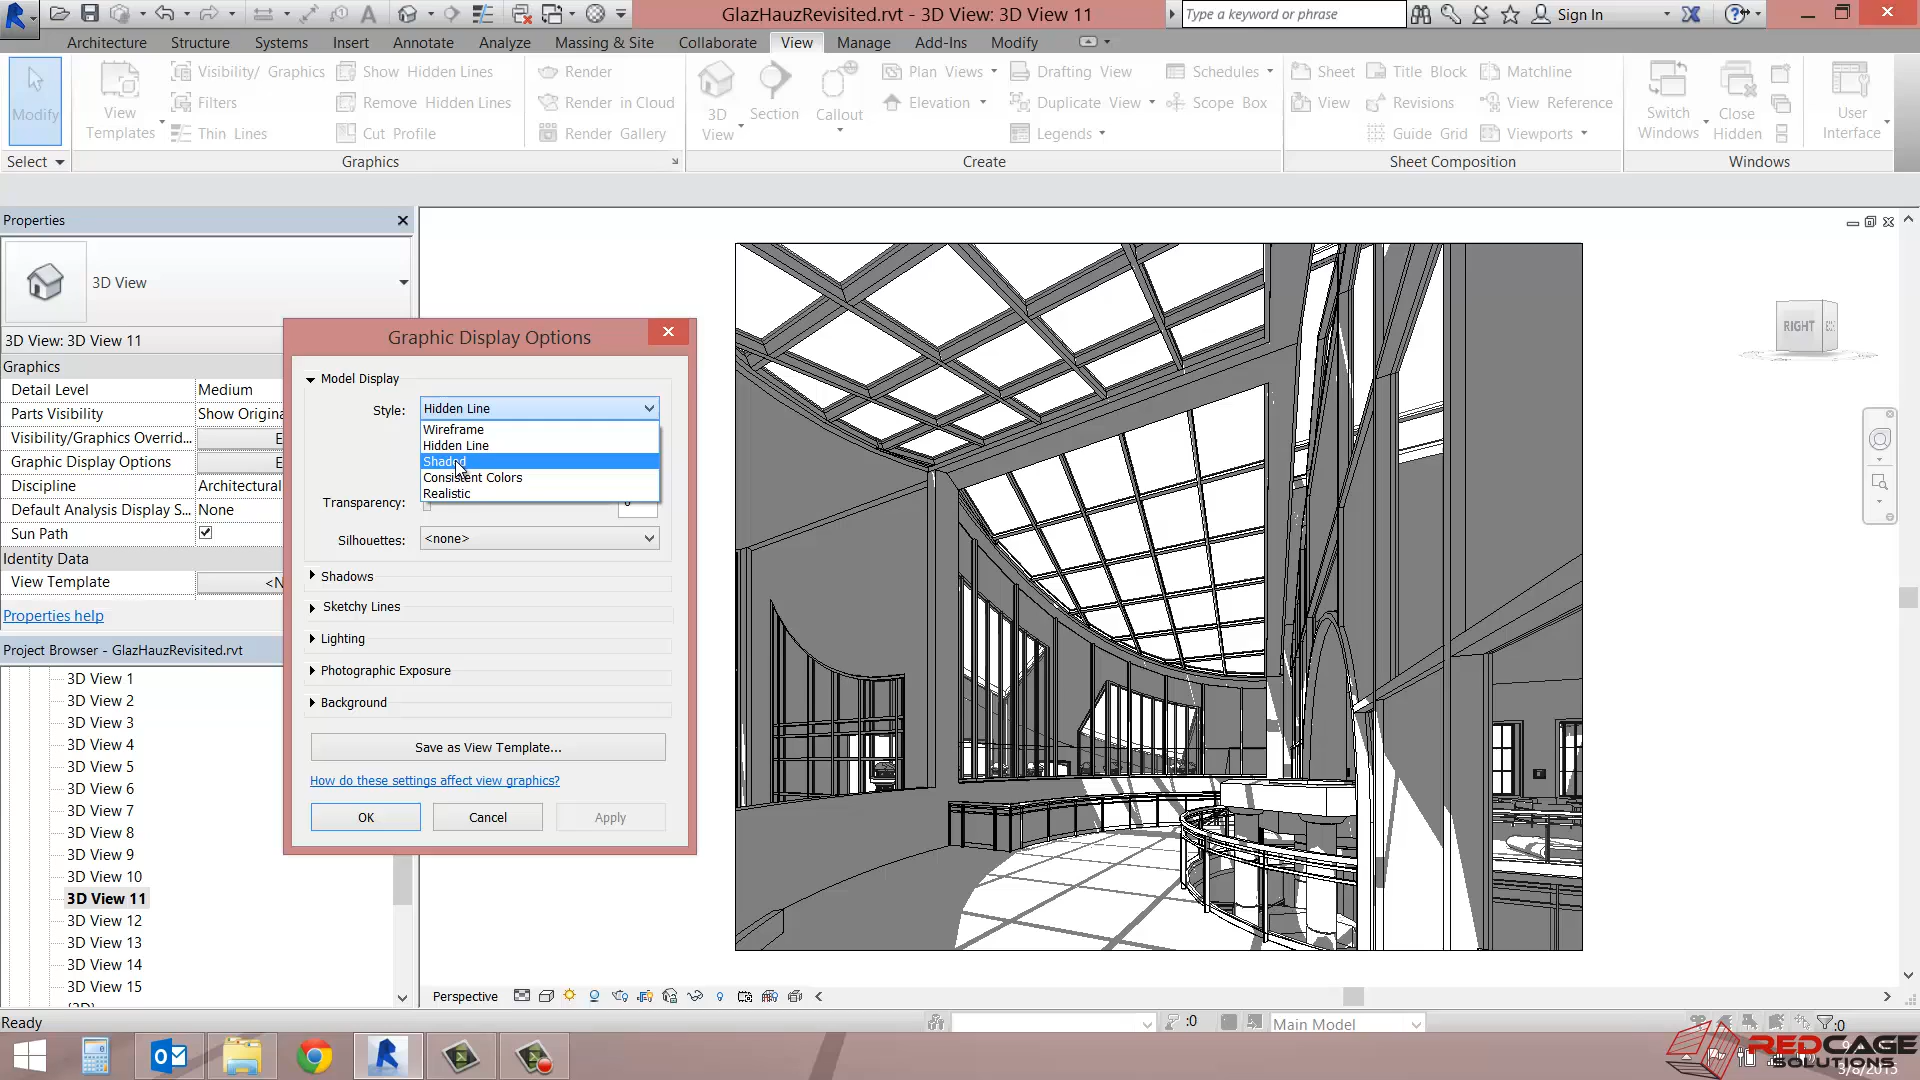 GlazHauzRevisited.rvt - 3D View: 3D View 11
Type a keyword or phrase
Sign In
Architecture Structure Systems Insert Annotate Analyze Massing & Site Collaborate View Manage Add-Ins Modify
Modify
View Templates
Visibility/ Graphics
Filters
Thin Lines
Show Hidden Lines
Remove Hidden Lines
Cut Profile
Render
Render in Cloud
Render Gallery
3D View
Section
Callout
Plan Views
Elevation
Drafting View
Duplicate View
Legends
Schedules
Scope Box
Sheet
View
Title Block
Revisions
Guide Grid
Matchline
View Reference
Viewports
Switch Windows
Close Hidden
User Interface
Select
Graphics
Create
Sheet Composition
Windows
Properties
3D View
3D View: 3D View 11
Graphics
Detail Level Medium
Parts Visibility Show Origina
Visibility/Graphics Overrid... E
Graphic Display Options E
Discipline Architectural
Default Analysis Display S... None
Sun Path
Identity Data
View Template <N
Properties help
Project Browser - GlazHauzRevisited.rvt
3D View 1
3D View 2
3D View 3
3D View 4
3D View 5
3D View 6
3D View 7
3D View 8
3D View 9
3D View 10
3D View 11
3D View 12
3D View 13
3D View 14
3D View 15
Graphic Display Options
Model Display
Style: Hidden Line
Wireframe
Hidden Line
Shaded
Consistent Colors
Realistic
Transparency:
Silhouettes: <none>
Shadows
Sketchy Lines
Lighting
Photographic Exposure
Background
Save as View Template...
How do these settings affect view graphics?
OK Cancel Apply
RIGHT
Perspective
Ready
:0
Main Model
:0
REDCAGE
SOLUTIONS
3/8/2015